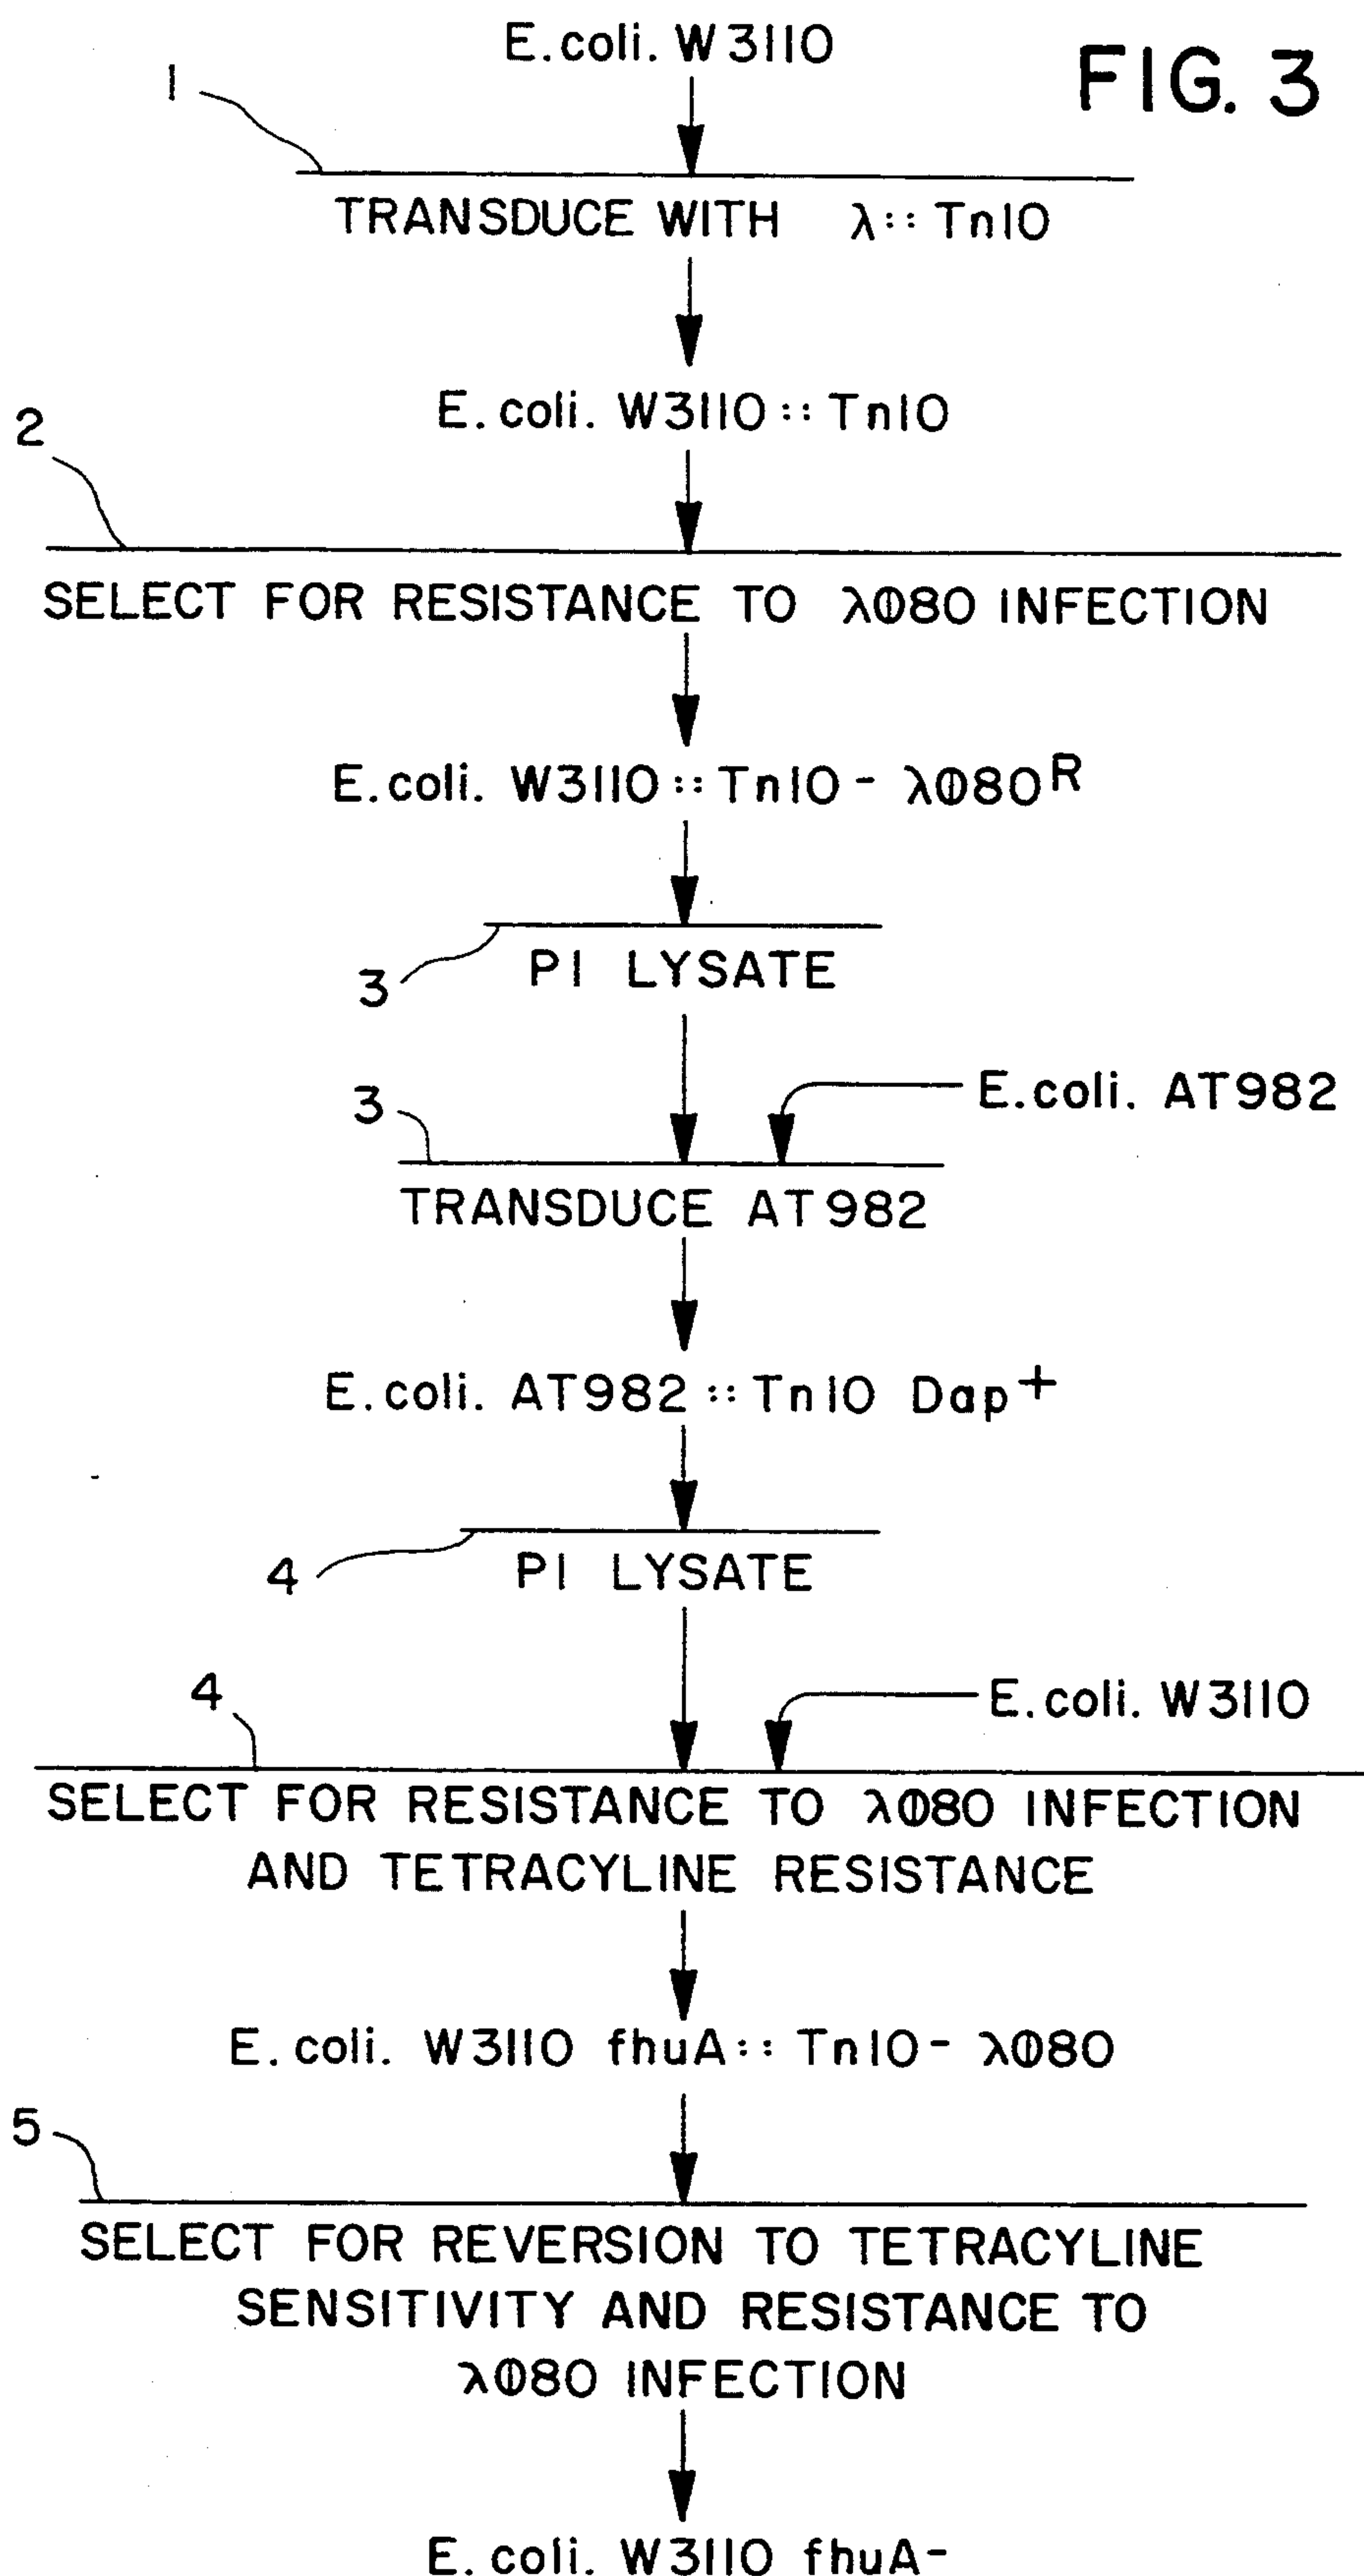 E.coli. W3110
FIG. 3
1
TRANSDUCE WITH λ:: Tn10
E. coli. W3110:: Tn10
2
SELECT FOR RESISTANCE TO λΦ80 INFECTION
E.coli. W3110:: Tn10 - λΦ80R
P1 LYSATE
3
E.coli. AT982
3
TRANSDUCE AT982
E.coli. AT982:: Tn10 Dap+
P1 LYSATE
4
E.coli. W3110
4
SELECT FOR RESISTANCE TO λΦ80 INFECTION
AND TETRACYLINE RESISTANCE
E. coli. W3110 fhuA:: Tn10- λΦ80
5
SELECT FOR REVERSION TO TETRACYLINE
SENSITIVITY AND RESISTANCE TO
λΦ80 INFECTION
E. coli. W3110 fhuA-